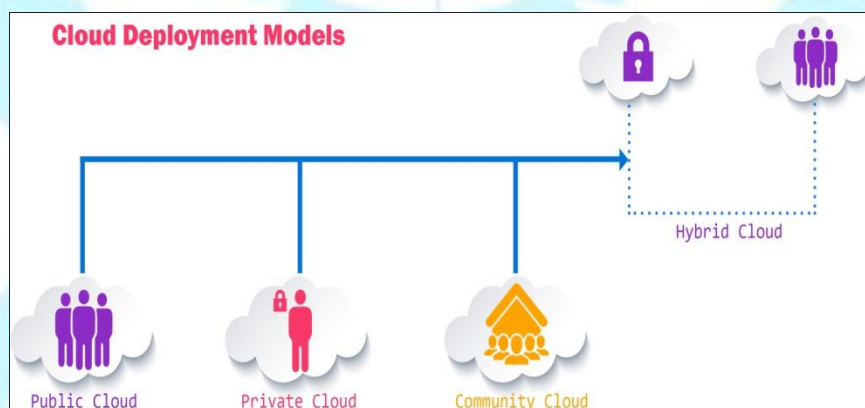 Cloud Deployment Models
Hybrid Cloud
Public Cloud
Private Cloud
Community Cloud